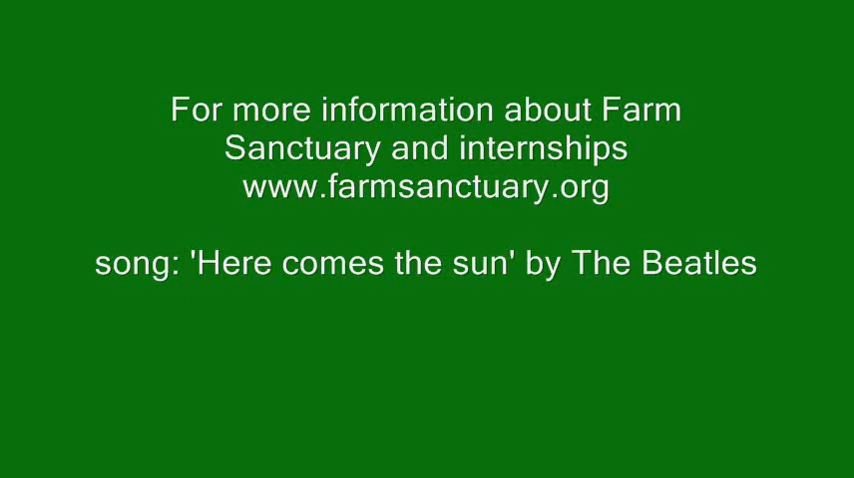 For more information about Farm
Sanctuary and internships
www.farmsanctuary.org
song: 'Here comes the sun' by The Beatles